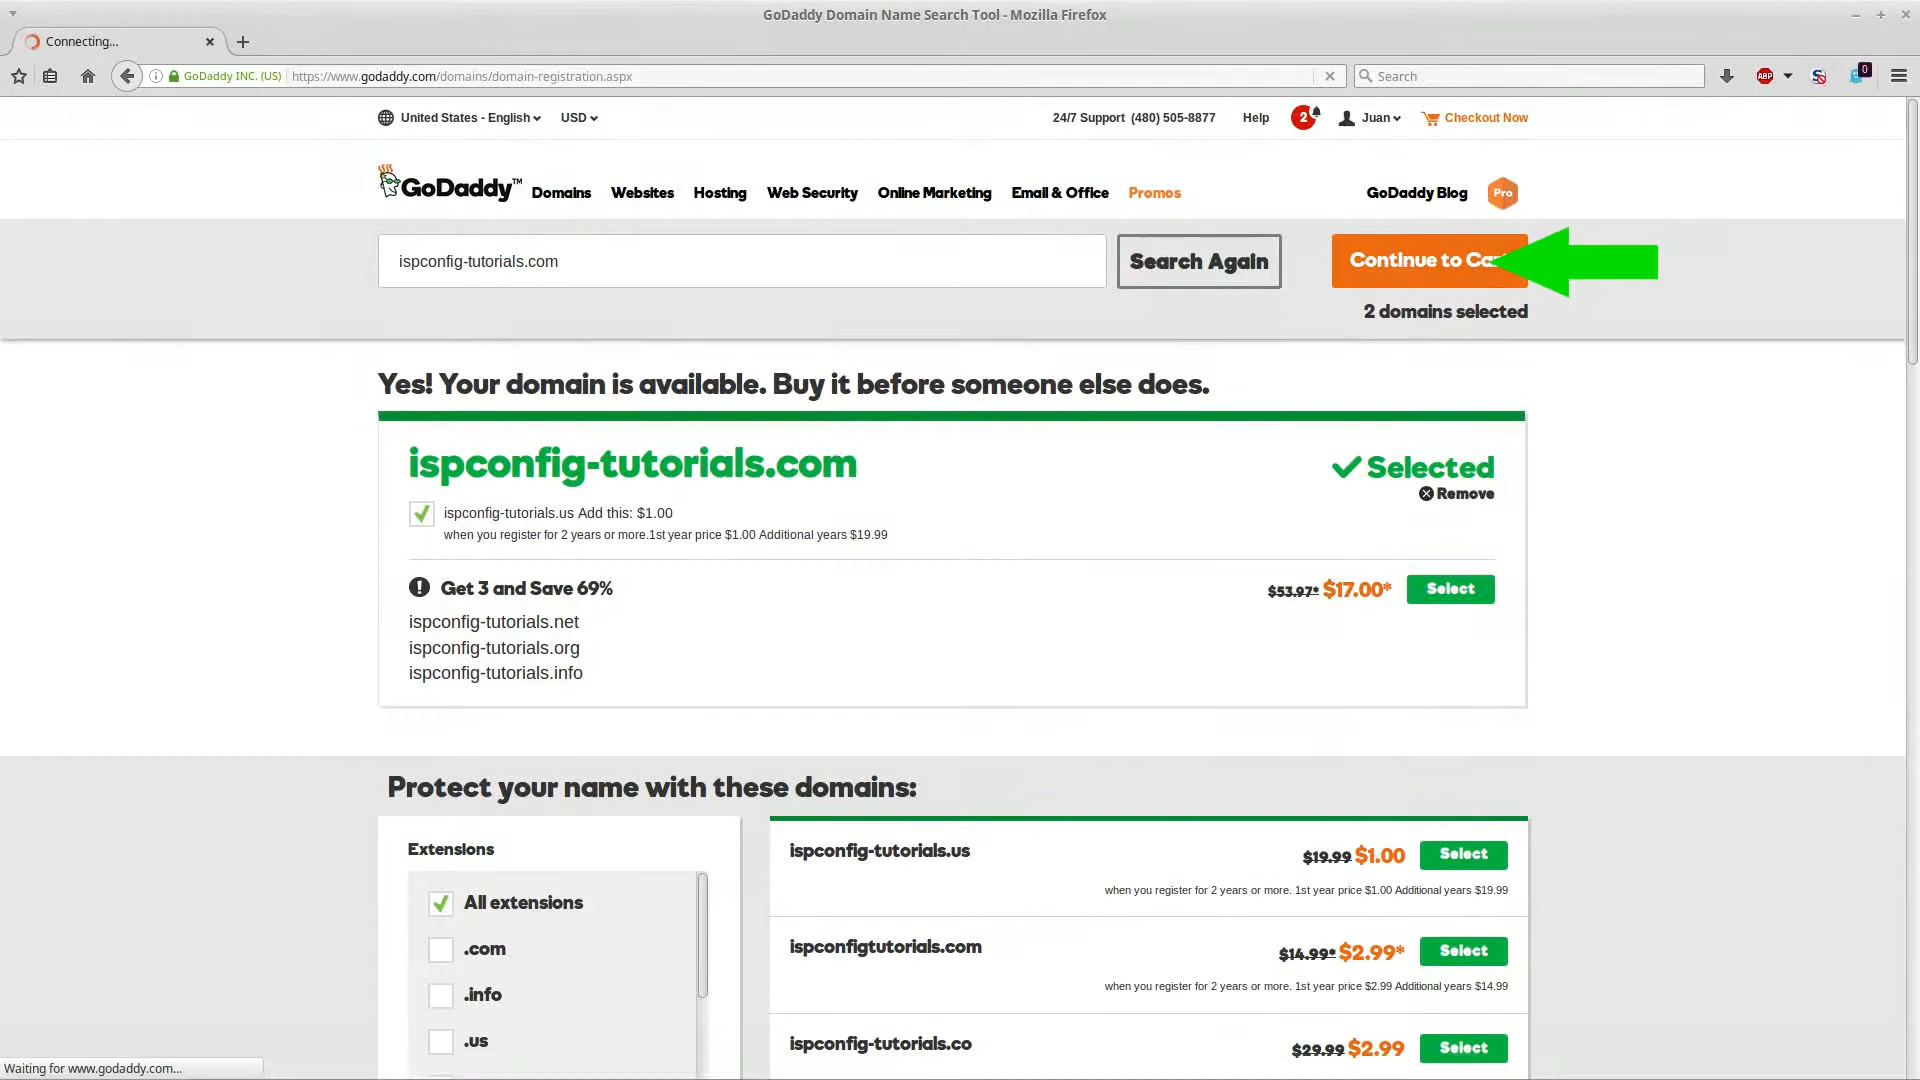 GoDaddy Domain Name Search Tool - Mozilla Firefox
Connecting...
GoDaddy INC. (US) https://www.godaddy.com/domains/domain-registration.aspx
Search
ABP
0
United States - English USD
24/7 Support (480) 505-8877 Help 2 Juan Checkout Now
GoDaddy™ Domains Websites Hosting Web Security Online Marketing Email & Office Promos GoDaddy Blog Pro
ispconfig-tutorials.com Search Again Continue to
2 domains selected
Yes! Your domain is available. Buy it before someone else does.
ispconfig-tutorials.com
Selected
Remove
ispconfig-tutorials.us Add this: $1.00
when you register for 2 years or more.1st year price $1.00 Additional years $19.99
Get 3 and Save 69% $53.97* $17.00* Select
ispconfig-tutorials.net
ispconfig-tutorials.org
ispconfig-tutorials.info
Protect your name with these domains:
Extensions
All extensions
.com
.info
.us
ispconfig-tutorials.us $19.99 $1.00 Select
when you register for 2 years or more. 1st year price $1.00 Additional years $19.99
ispconfigtutorials.com $14.99* $2.99* Select
when you register for 2 years or more. 1st year price $2.99 Additional years $14.99
ispconfig-tutorials.co $29.99 $2.99 Select
Waiting for www.godaddy.com...